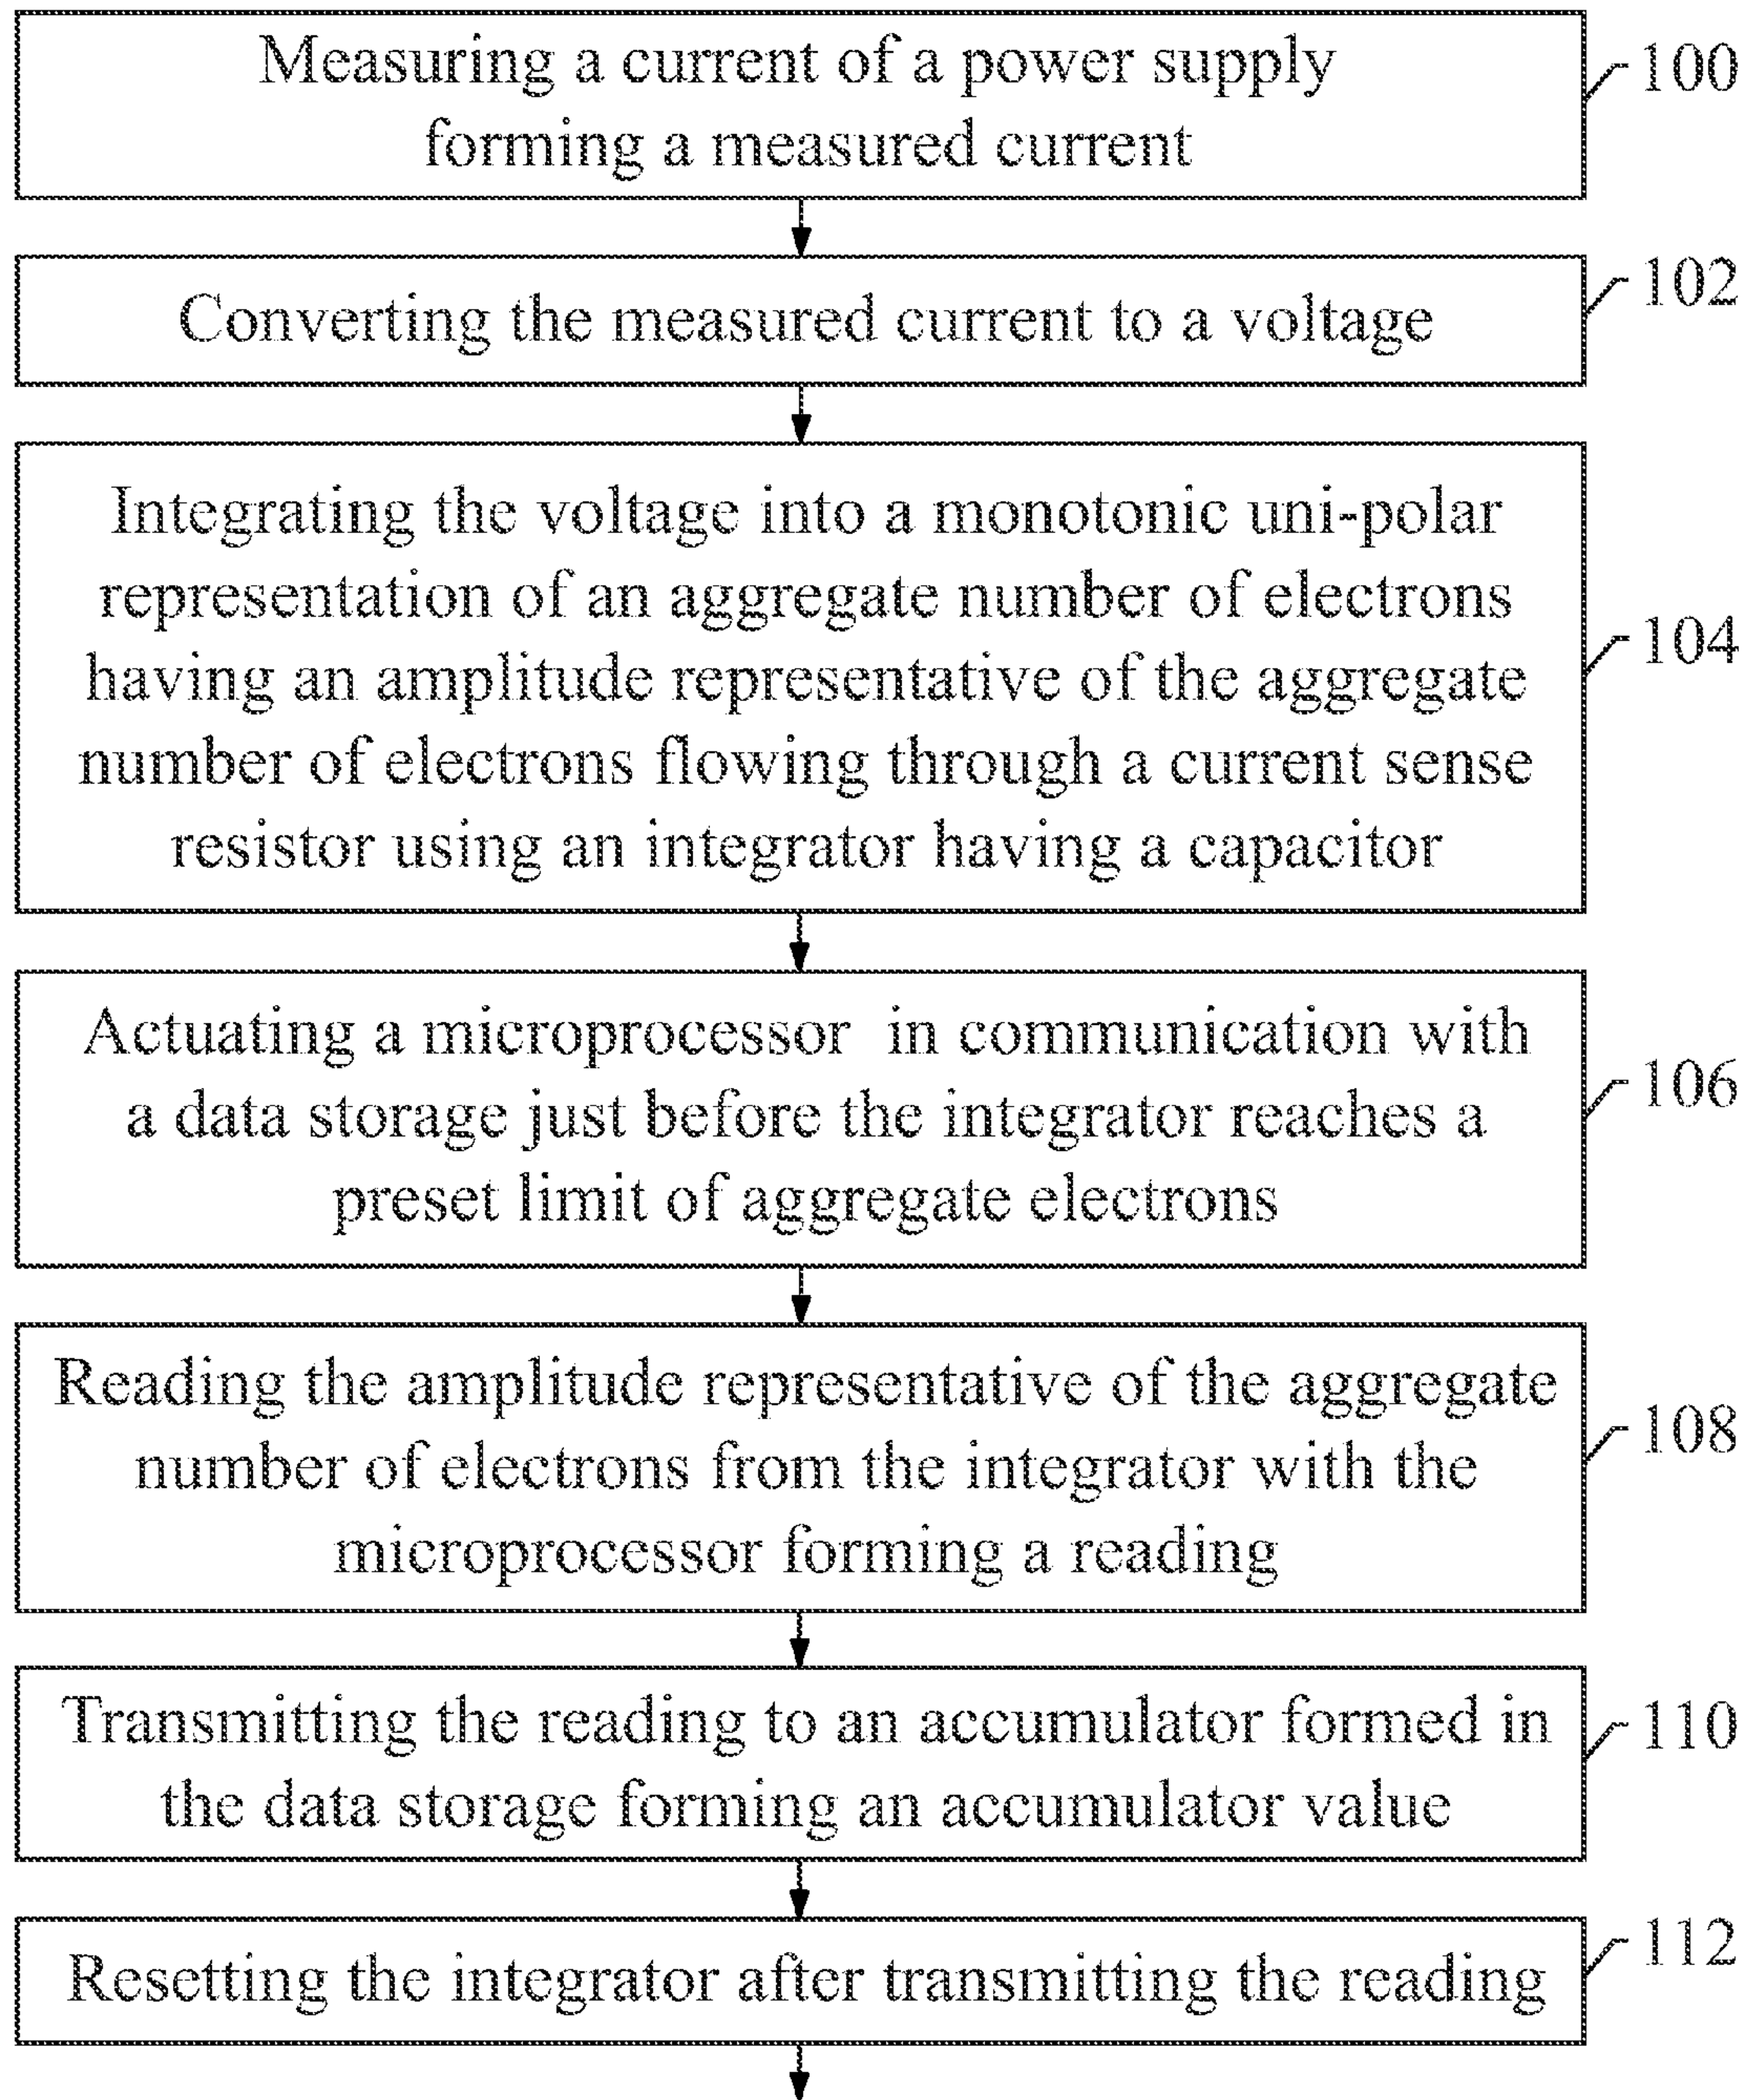 Measuring a current of a power supply
forming a measured current
100
Converting the measured current to a voltage
102
Integrating the voltage into a monotonic uni-polar
representation of an aggregate number of electrons
having an amplitude representative of the aggregate
number of electrons flowing through a current sense
resistor using an integrator having a capacitor
104
Actuating a microprocessor in communication with
a data storage just before the integrator reaches a
preset limit of aggregate electrons
106
Reading the amplitude representative of the aggregate
number of electrons from the integrator with the
microprocessor forming a reading
108
Transmitting the reading to an accumulator formed in
the data storage forming an accumulator value
110
Resetting the integrator after transmitting the reading
112